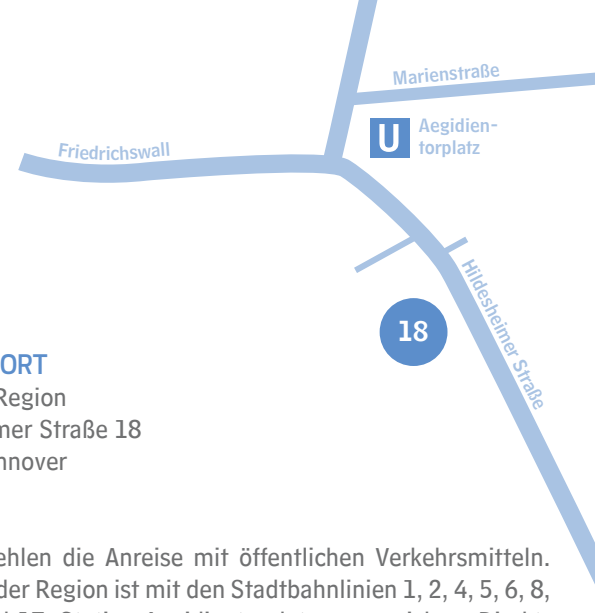 Marienstraße
U
Aegidien-
torplatz
Friedrichswall
Hildesheimer Straße
18
ORT
Region
mer Straße 18
nnover
ehlen die Anreise mit öffentlichen Verkehrsmitteln.
der Region ist mit den Stadtbahnlinien 1, 2, 4, 5, 6, 8,